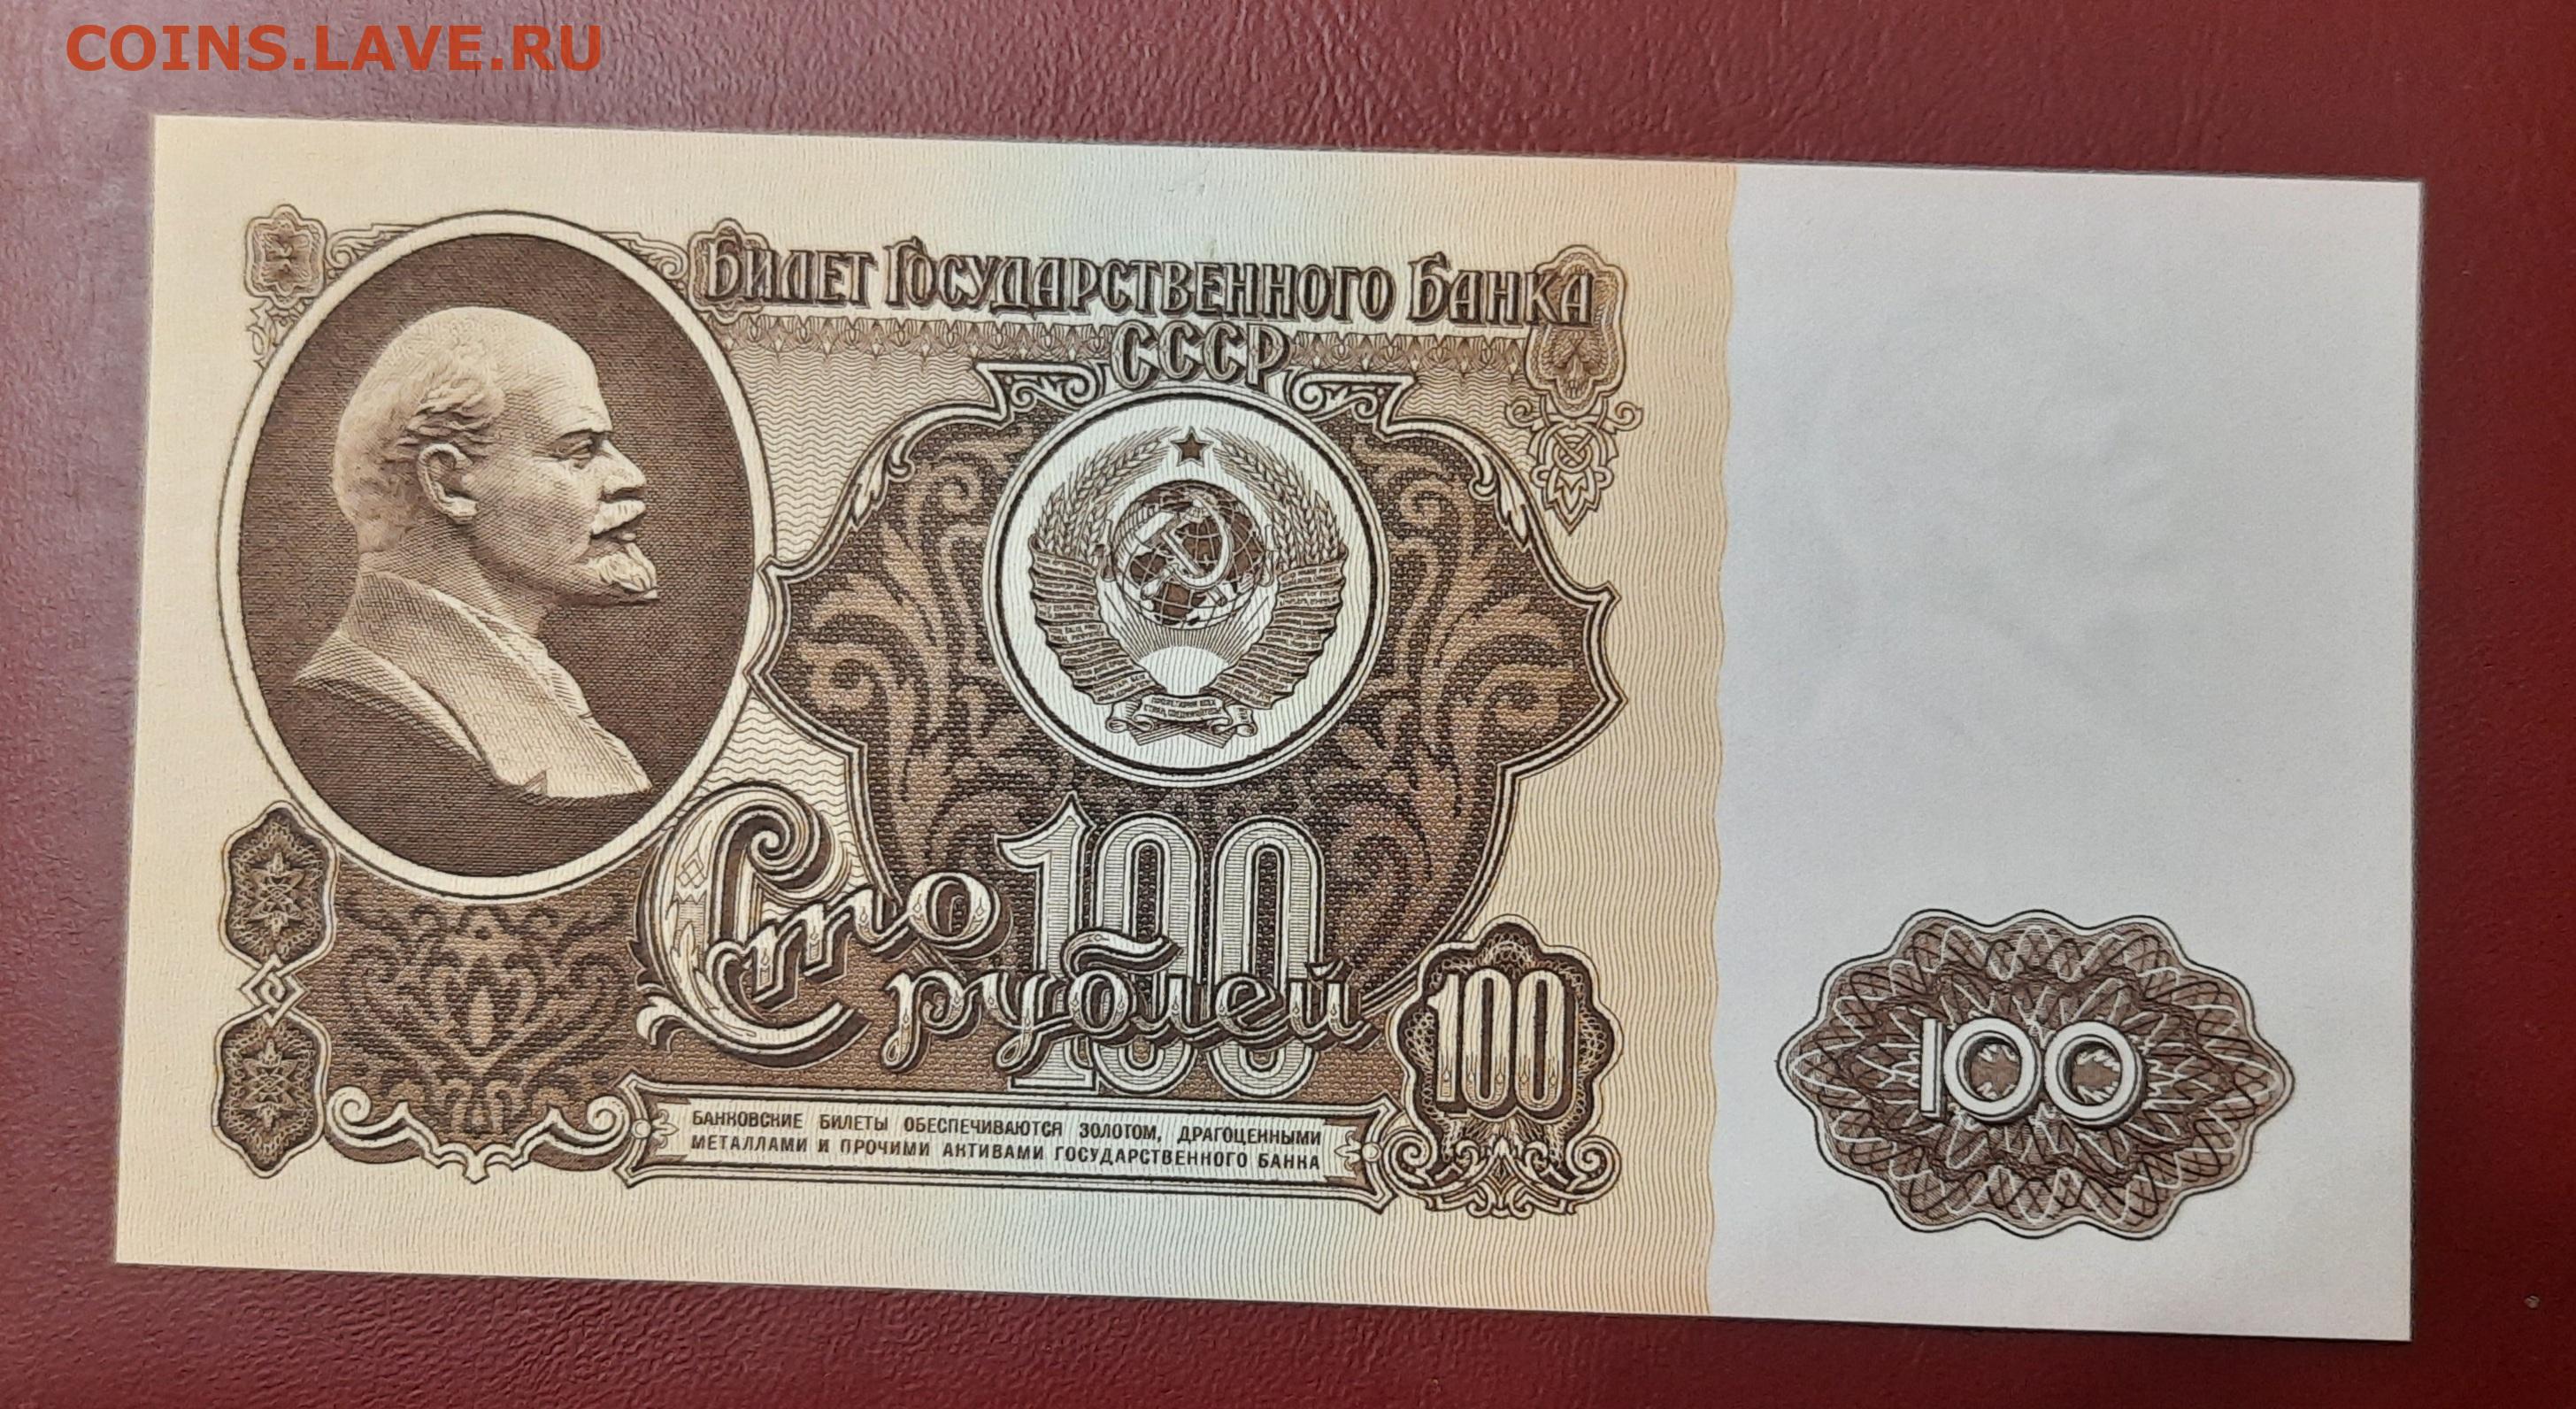 COINS.LAVE.RU
Билет Государственного Банка
СССР
100
Сто
рублей
100
БАНКОВСКИЕ БИЛЕТЫ ОБЕСПЕЧИВАЮТСЯ ЗОЛОТОМ, ДРАГОЦЕННЫМИ
МЕТАЛЛАМИ И ПРОЧИМИ АКТИВАМИ ГОСУДАРСТВЕННОГО БАНКА
100